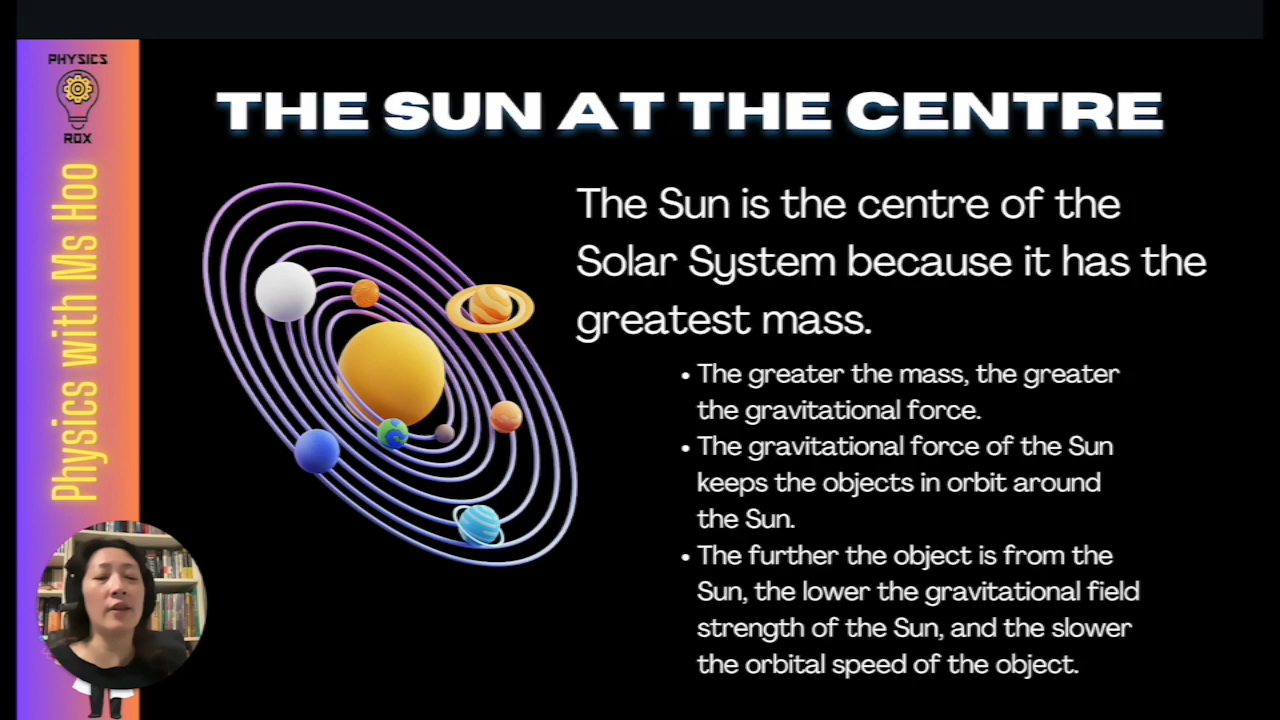 PHYSICS
ROX
Physics with Ms Hoo
THE SUN AT THE CENTRE
The Sun is the centre of the
Solar System because it has the
greatest mass.
• The greater the mass, the greater
the gravitational force.
• The gravitational force of the Sun
keeps the objects in orbit around
the Sun.
• The further the object is from the
Sun, the lower the gravitational field
strength of the Sun, and the slower
the orbital speed of the object.